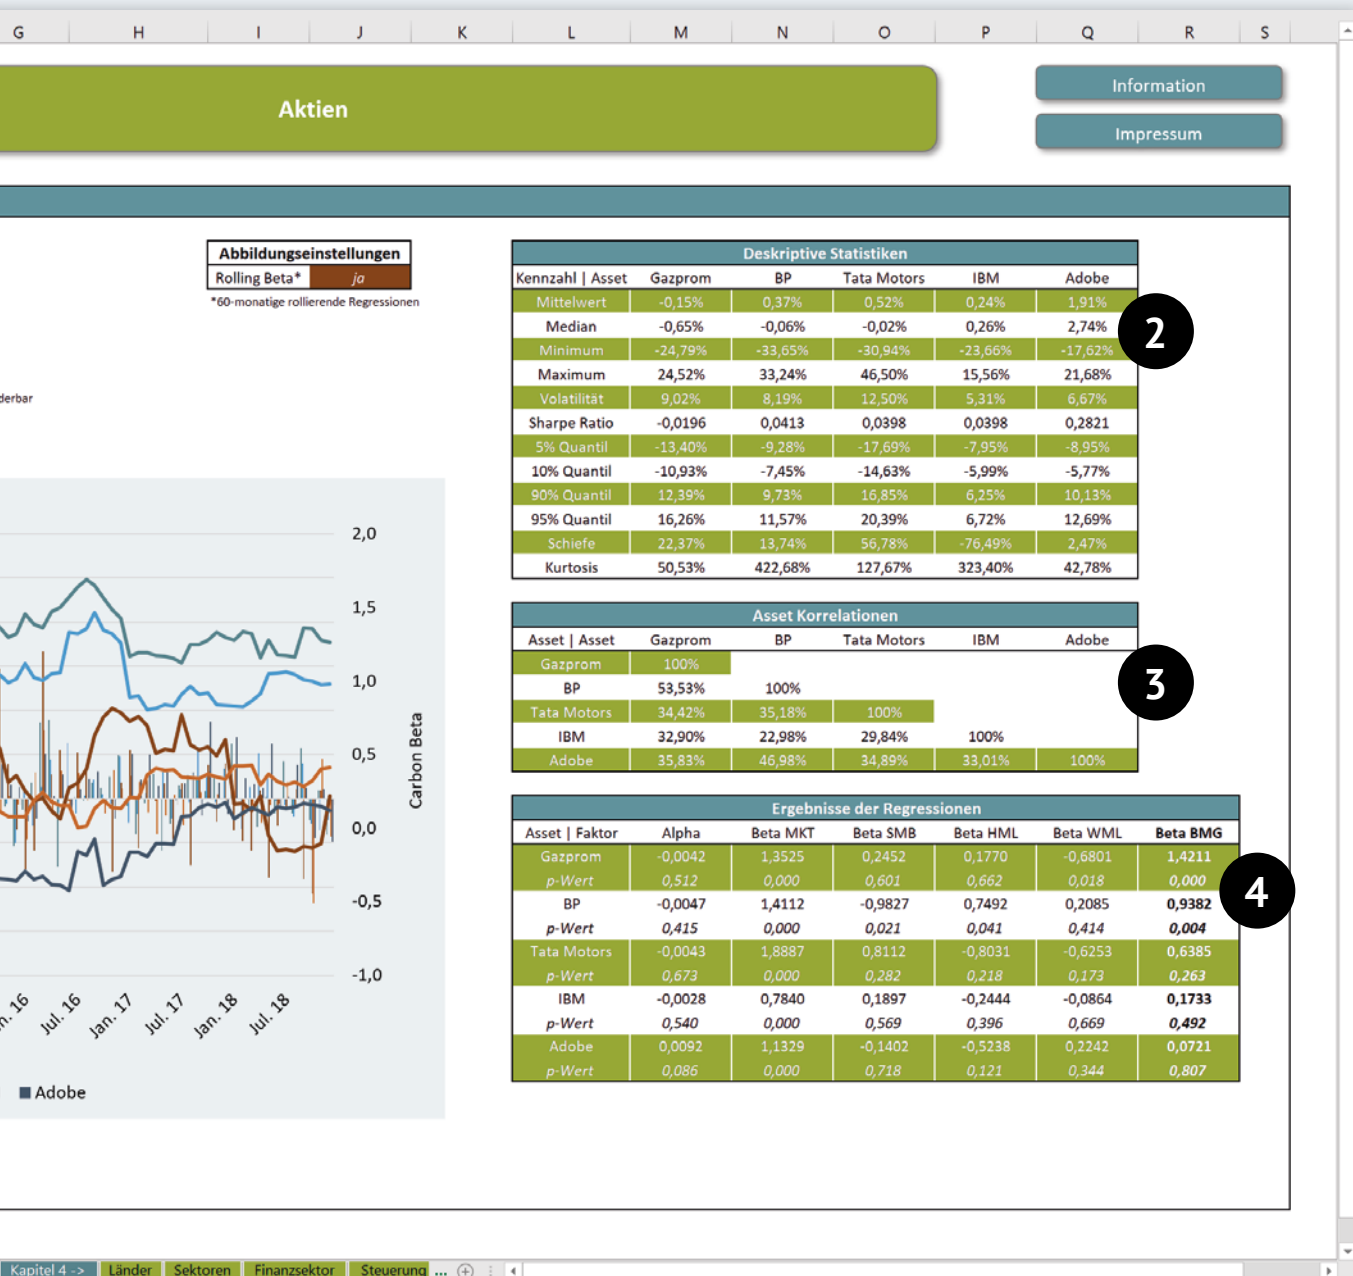 G H I J K L M N O P Q R S
Aktien
Information
Impressum
Abbildungseinstellungen
Rolling Beta* ja
*60-monatige rollierende Regressionen
derbar
2,0
1,5
1,0
0,5
0,0
-0,5
-1,0
Carbon Beta
n. 16 Jul. 16 Jan. 17 Jul. 17 Jan. 18 Jul. 18
Adobe
Deskriptive Statistiken
Kennzahl | Asset Gazprom BP Tata Motors IBM Adobe
Mittelwert -0,15% 0,37% 0,52% 0,24% 1,91%
Median -0,65% -0,06% -0,02% 0,26% 2,74%
Minimum -24,79% -33,65% -30,94% -23,66% -17,62%
Maximum 24,52% 33,24% 46,50% 15,56% 21,68%
Volatilität 9,02% 8,19% 12,50% 5,31% 6,67%
Sharpe Ratio -0,0196 0,0413 0,0398 0,0398 0,2821
5% Quantil -13,40% -9,28% -17,69% -7,95% -8,95%
10% Quantil -10,93% -7,45% -14,63% -5,99% -5,77%
90% Quantil 12,39% 9,73% 16,85% 6,25% 10,13%
95% Quantil 16,26% 11,57% 20,39% 6,72% 12,69%
Schiefe 22,37% 13,74% 56,78% -76,49% 2,47%
Kurtosis 50,53% 422,68% 127,67% 323,40% 42,78%
2
Asset Korrelationen
Asset | Asset Gazprom BP Tata Motors IBM Adobe
Gazprom 100%
BP 53,53% 100%
Tata Motors 34,42% 35,18% 100%
IBM 32,90% 22,98% 29,84% 100%
Adobe 35,83% 46,98% 34,89% 33,01% 100%
3
Ergebnisse der Regressionen
Asset | Faktor Alpha Beta MKT Beta SMB Beta HML Beta WML Beta BMG
Gazprom -0,0042 1,3525 0,2452 0,1770 -0,6801 1,4211
p-Wert 0,512 0,000 0,601 0,662 0,018 0,000
BP -0,0047 1,4112 -0,9827 0,7492 0,2085 0,9382
p-Wert 0,415 0,000 0,021 0,041 0,414 0,004
Tata Motors -0,0043 1,8887 0,8112 -0,8031 -0,6253 0,6385
p-Wert 0,673 0,000 0,282 0,218 0,173 0,263
IBM -0,0028 0,7840 0,1897 -0,2444 -0,0864 0,1733
p-Wert 0,540 0,000 0,569 0,396 0,669 0,492
Adobe 0,0092 1,1329 -0,1402 -0,5238 0,2242 0,0721
p-Wert 0,086 0,000 0,718 0,121 0,344 0,807
4
Kapitel 4 -> Länder Sektoren Finanzsektor Steuerung ...